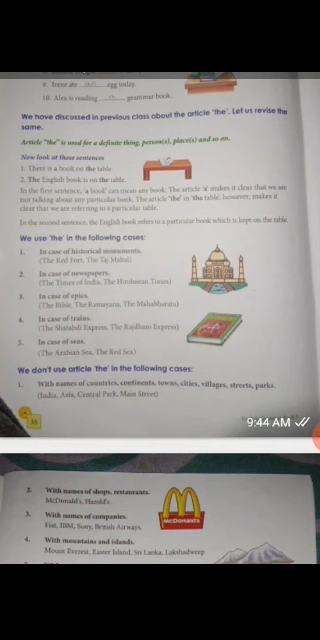 9. Inese ate an egg today.
10. Alex is reading a grammar book.
We have discussed in previous class about the article 'the'. Let us revise the
same.
Article "the" is used for a definite thing, person(s), place(s) and so on.
Now look at these sentences
1. There is a book on the table.
2. The English book is on the table.
In the first sentence, 'a book' can mean any book. The article 'a' makes it clear that we are
not talking about any particular book. The article 'the' in 'the table', however, makes it
clear that we are referring to a particular table.
In the second sentence, the English book refers to a particular book which is kept on the table.
We use 'the' in the following cases:
1. In case of historical monuments.
(The Red Fort, The Taj Mahal)
2. In case of newspapers.
(The Times of India, The Hindustan Times)
3. In case of epics.
(The Bible, The Ramayana, The Mahabharata)
4. In case of trains.
(The Shatabdi Express, The Rajdhani Express)
5. In case of seas.
(The Arabian Sea, The Red Sea)
We don't use article 'the' in the following cases:
1. With names of countries, continents, towns, cities, villages, streets, parks.
(India, Asia, Central Park, Main Street)
38
9:44 AM
2. With names of shops, restaurants.
McDonald's, Harold's
McDonald's
3. With names of companies.
Fiat, IBM, Sony, British Airways.
4. With mountains and islands.
Mount Everest, Easter Island, Sri Lanka, Lakshadweep